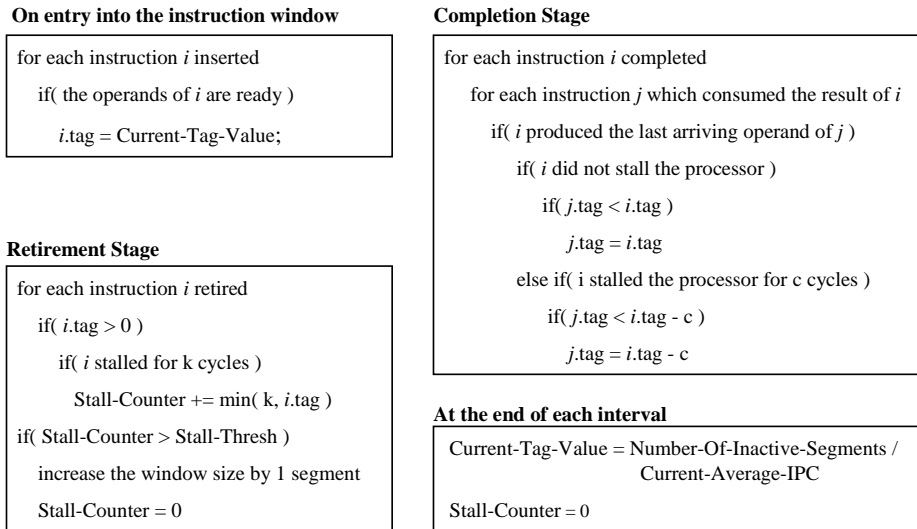 On entry into the instruction window
for each instruction i inserted
if( the operands of i are ready )
i.tag = Current-Tag-Value;
Retirement Stage
for each instruction i retired
if( i.tag > 0 )
if( i stalled for k cycles )
Stall-Counter += min( k, i.tag )
if( Stall-Counter > Stall-Thresh )
increase the window size by 1 segment
Stall-Counter = 0
Completion Stage
for each instruction i completed
for each instruction j which consumed the result of i
if( i produced the last arriving operand of j )
if( i did not stall the processor )
if( j.tag < i.tag )
j.tag = i.tag
else if( i stalled the processor for c cycles )
if( j.tag < i.tag - c )
j.tag = i.tag - c
At the end of each interval
Current-Tag-Value = Number-Of-Inactive-Segments /
Current-Average-IPC
Stall-Counter = 0